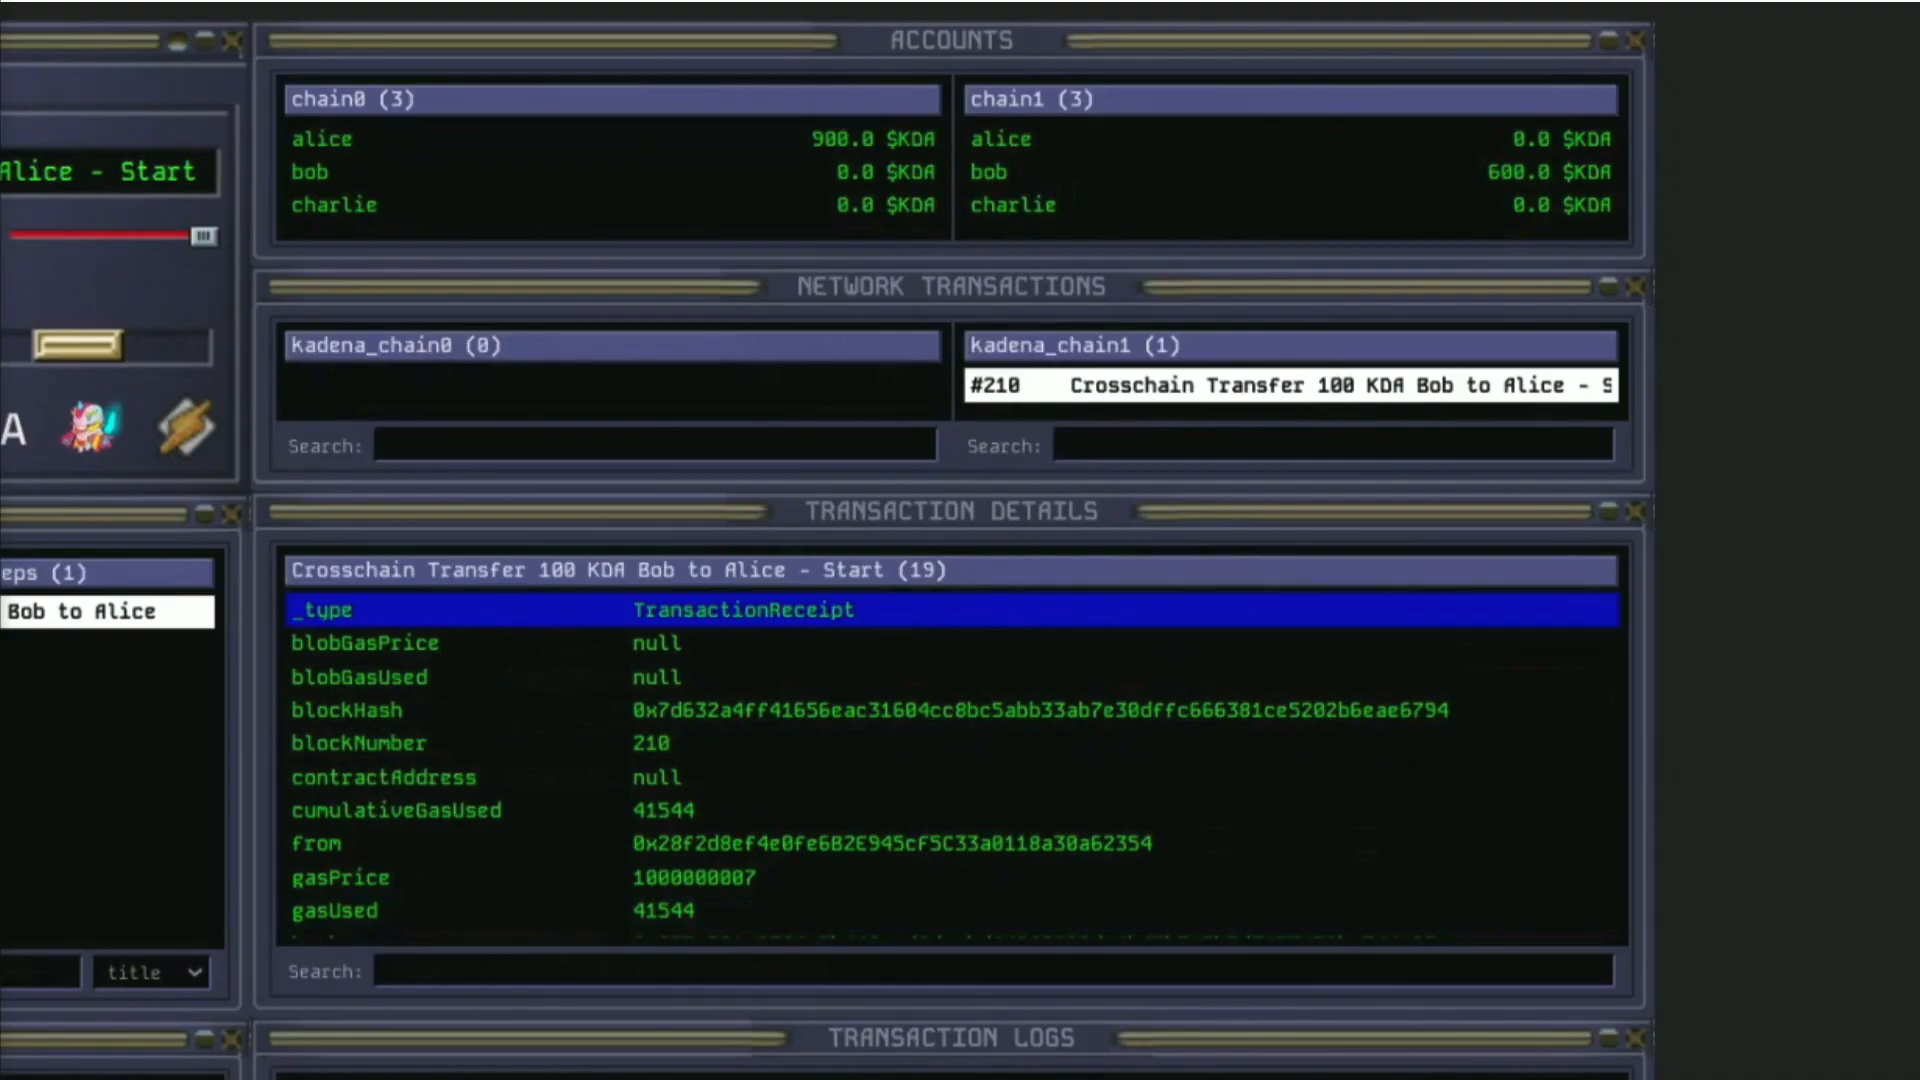 Alice - Start
A
eps (1)
Bob to Alice
title
ACCOUNTS
chain0 (3)
alice 900.0 $KDA
bob 0.0 $KDA
charlie 0.0 $KDA
chain1 (3)
alice 0.0 $KDA
bob 600.0 $KDA
charlie 0.0 $KDA
NETWORK TRANSACTIONS
kadena_chain0 (0)
Search:
kadena_chain1 (1)
#210 Crosschain Transfer 100 KDA Bob to Alice - S
Search:
TRANSACTION DETAILS
Crosschain Transfer 100 KDA Bob to Alice - Start (19)
_type TransactionReceipt
blobGasPrice null
blobGasUsed null
blockHash 0x7d632a4ff41656eac31604cc8bc5abb33ab7e30dffc666381ce5202b6eae6794
blockNumber 210
contractAddress null
cumulativeGasUsed 41544
from 0x28f2d8ef4e0fe6B2E945cF5C33a0118a30a62354
gasPrice 1000000007
gasUsed 41544
Search:
TRANSACTION LOGS